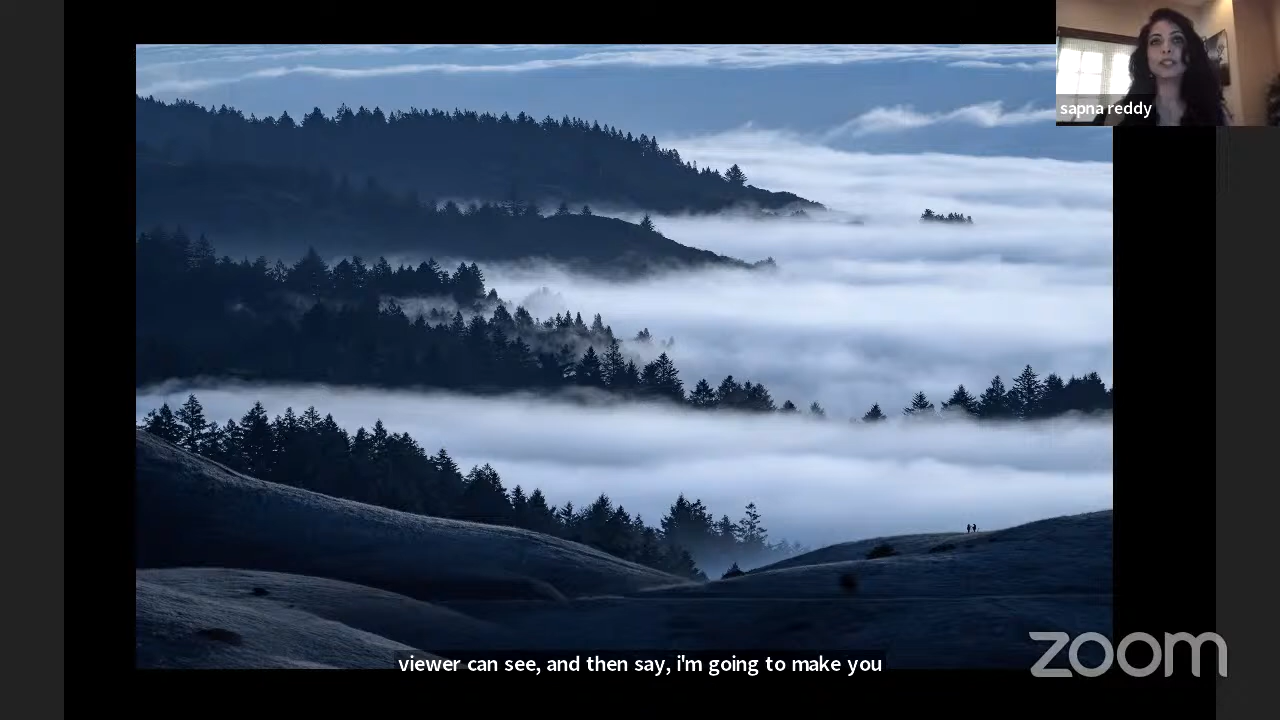 sapna reddy
viewer can see, and then say, i'm going to make you
zoom